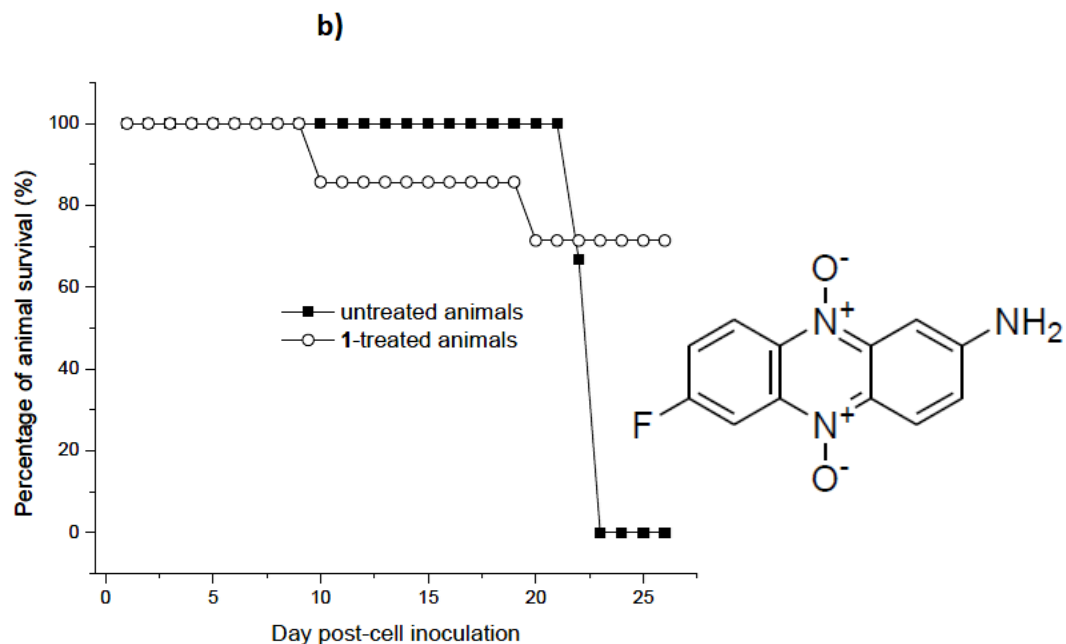 b)
Percentage of animal survival (%)
100
80
60
40
20
0
untreated animals
1-treated animals
0
5
10
15
20
25
Day post-cell inoculation
O-
N+
NH2
F
N+
O-